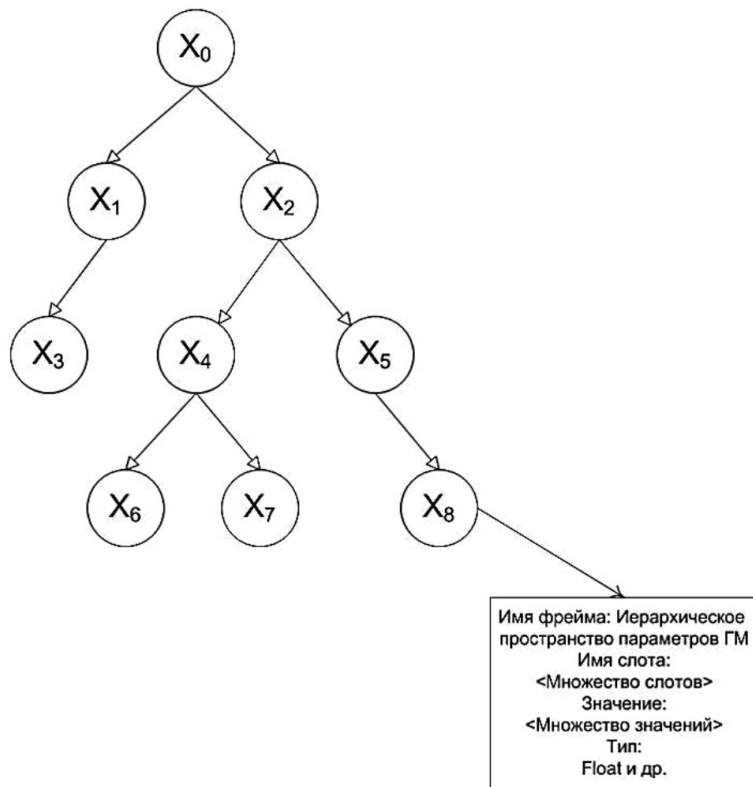 X₀
X₁
X₂
X₃
X₄
X₅
X₆
X₇
X₈
Имя фрейма: Иерархическое
пространство параметров ГМ
Имя слота:
<Множество слотов>
Значение:
<Множество значений>
Тип:
Float и др.